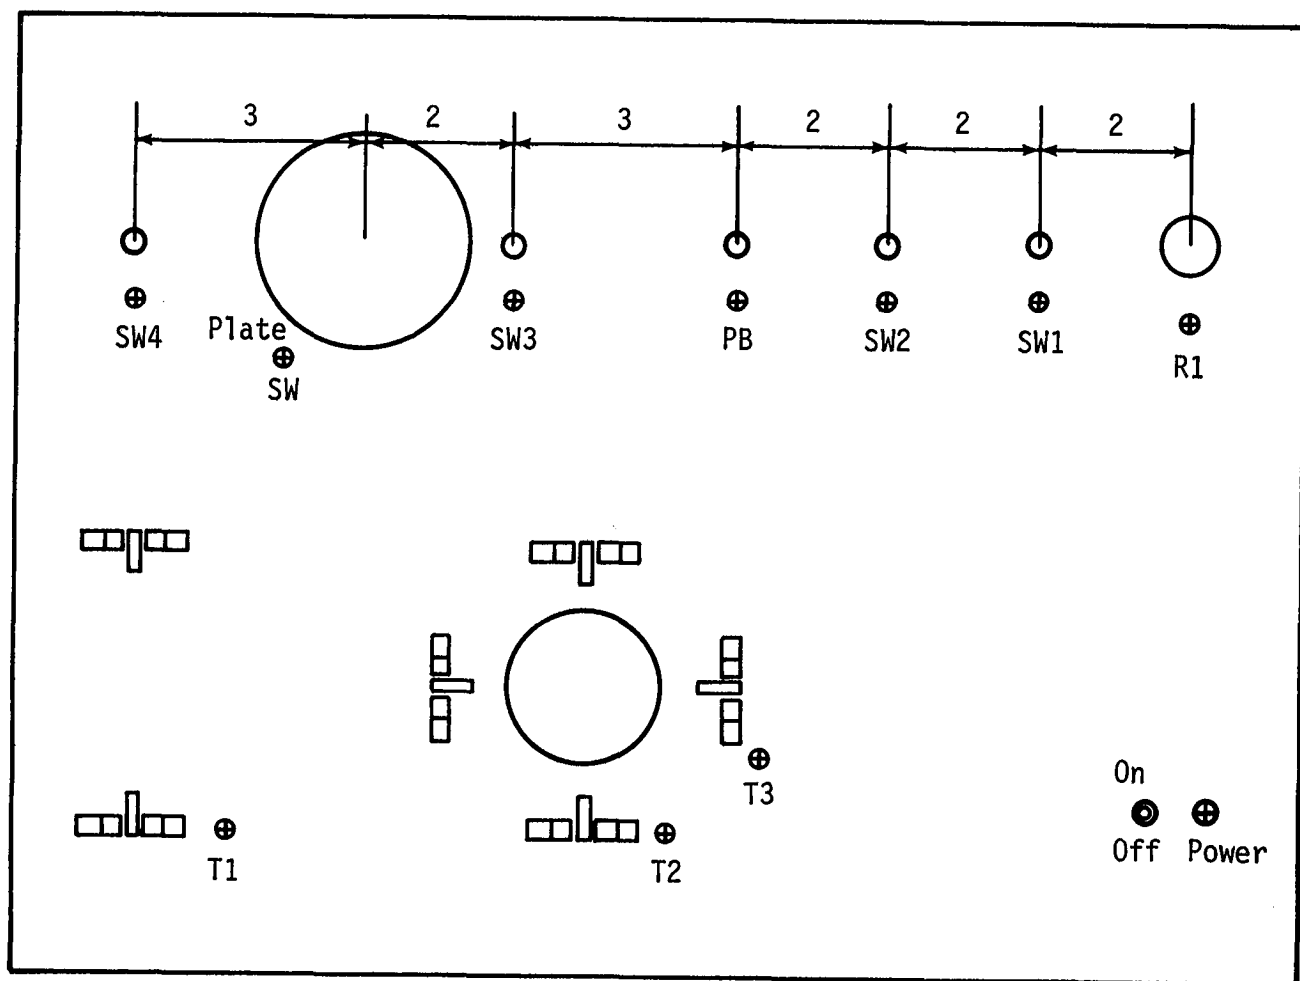 3 2 3 2 2 2
SW4 Plate SW SW3 PB SW2 SW1 R1
On
T3
Off Power
T1 T2